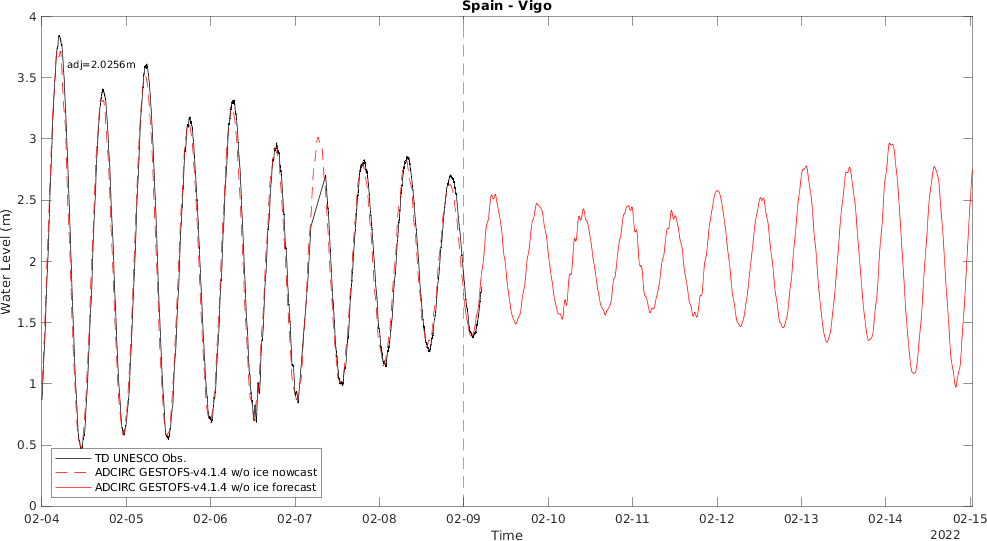 Spain - Vigo
4
3.5
3
2.5
2
1.5
1
0.5
0
Water Level (m)
adj=2.0256m
TD UNESCO Obs.
ADCIRC GESTOFS-v4.1.4 w/o ice nowcast
ADCIRC GESTOFS-v4.1.4 w/o ice forecast
02-04 02-05 02-06 02-07 02-08 02-09 02-10 02-11 02-12 02-13 02-14 02-15
Time
2022